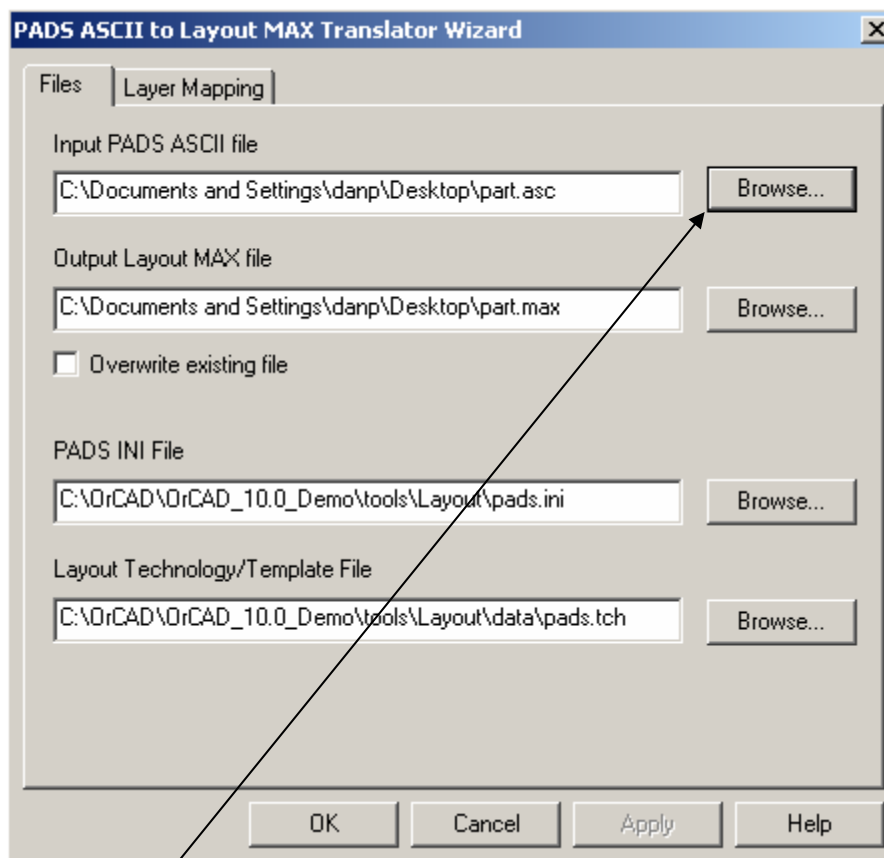 PADS ASCII to Layout MAX Translator Wizard
Files Layer Mapping
Input PADS ASCII file
C:\Documents and Settings\danp\Desktop\part.asc Browse...
Output Layout MAX file
C:\Documents and Settings\danp\Desktop\part.max Browse...
Overwrite existing file
PADS INI File
C:\OrCAD\OrCAD_10.0_Demo\tools\Layout\pads.ini Browse...
Layout Technology/Template File
C:\OrCAD\OrCAD_10.0_Demo\tools\Layout\data\pads.tch Browse...
OK Cancel Apply Help